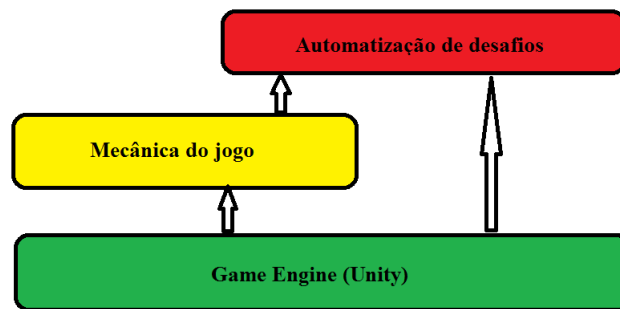 Automatização de desafios
Mecânica do jogo
Game Engine (Unity)